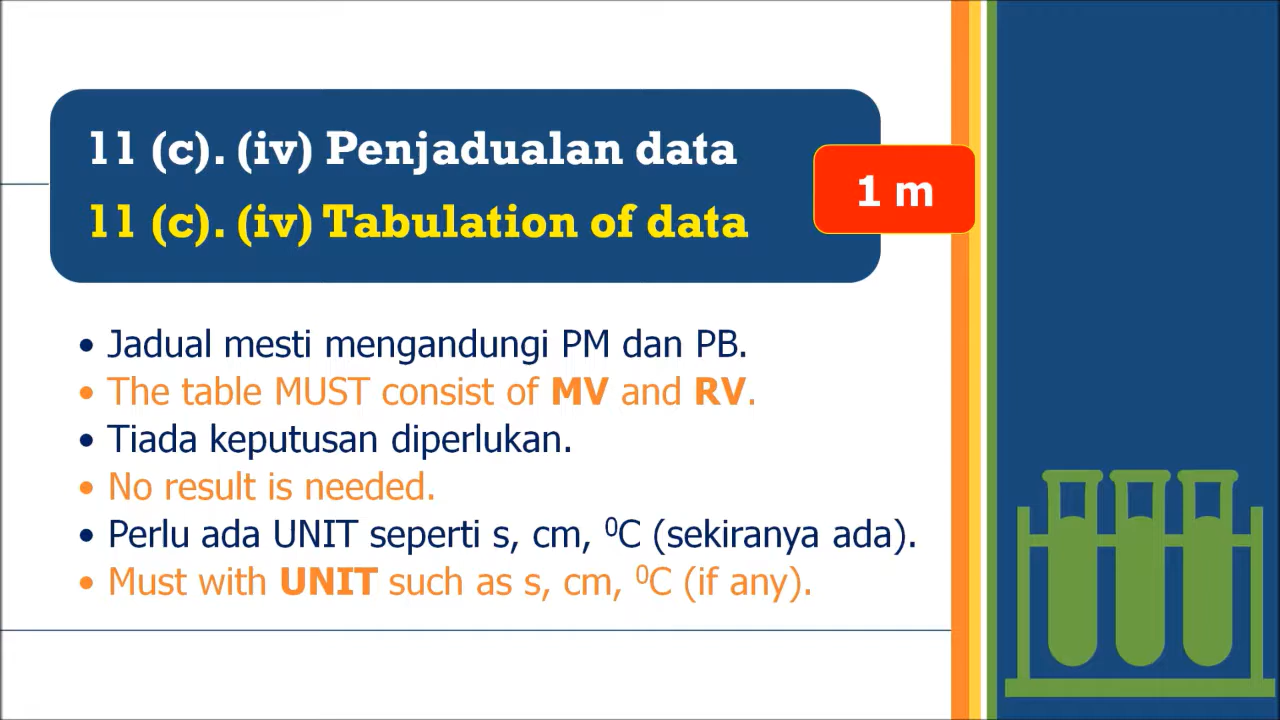 11 (c). (iv) Penjadualan data
11 (c). (iv) Tabulation of data
1 m
• Jadual mesti mengandungi PM dan PB.
• The table MUST consist of MV and RV.
• Tiada keputusan diperlukan.
• No result is needed.
• Perlu ada UNIT seperti s, cm, ⁰C (sekiranya ada).
• Must with UNIT such as s, cm, ⁰C (if any).